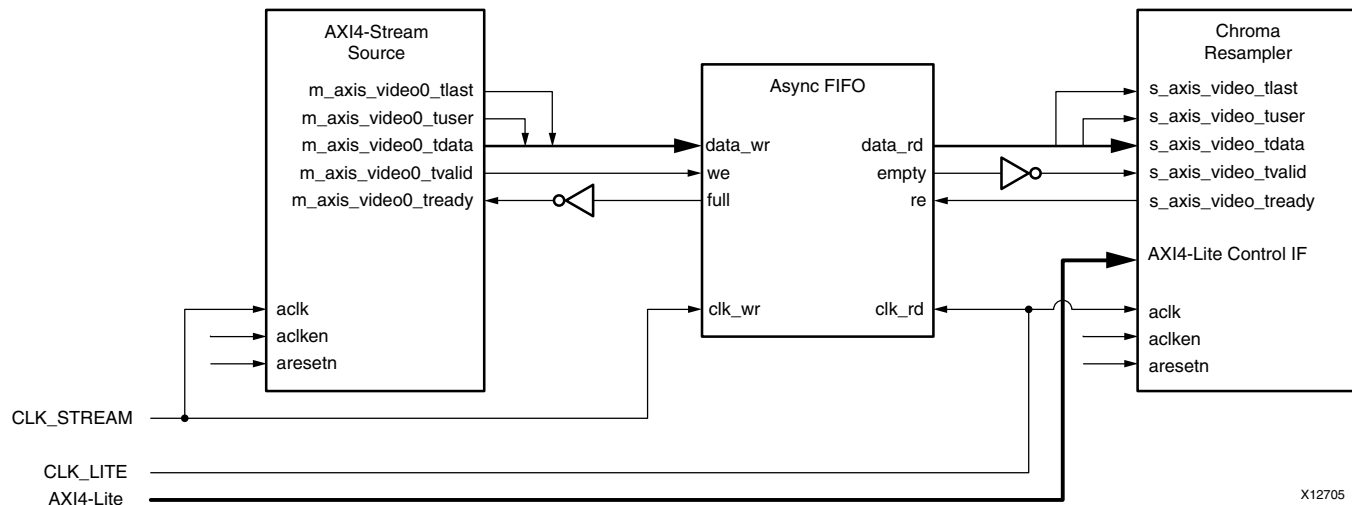 AXI4-Stream
Source
m_axis_video0_tlast
m_axis_video0_tuser
m_axis_video0_tdata
m_axis_video0_tvalid
m_axis_video0_tready
aclk
aclken
aresetn
Async FIFO
data_wr
we
full
clk_wr
data_rd
empty
re
clk_rd
Chroma
Resampler
s_axis_video_tlast
s_axis_video_tuser
s_axis_video_tdata
s_axis_video_tvalid
s_axis_video_tready
AXI4-Lite Control IF
aclk
aclken
aresetn
CLK_STREAM
CLK_LITE
AXI4-Lite
X12705